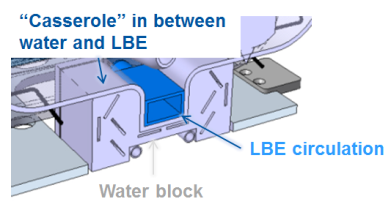 “Casserole” in between
water and LBE
LBE circulation
Water block